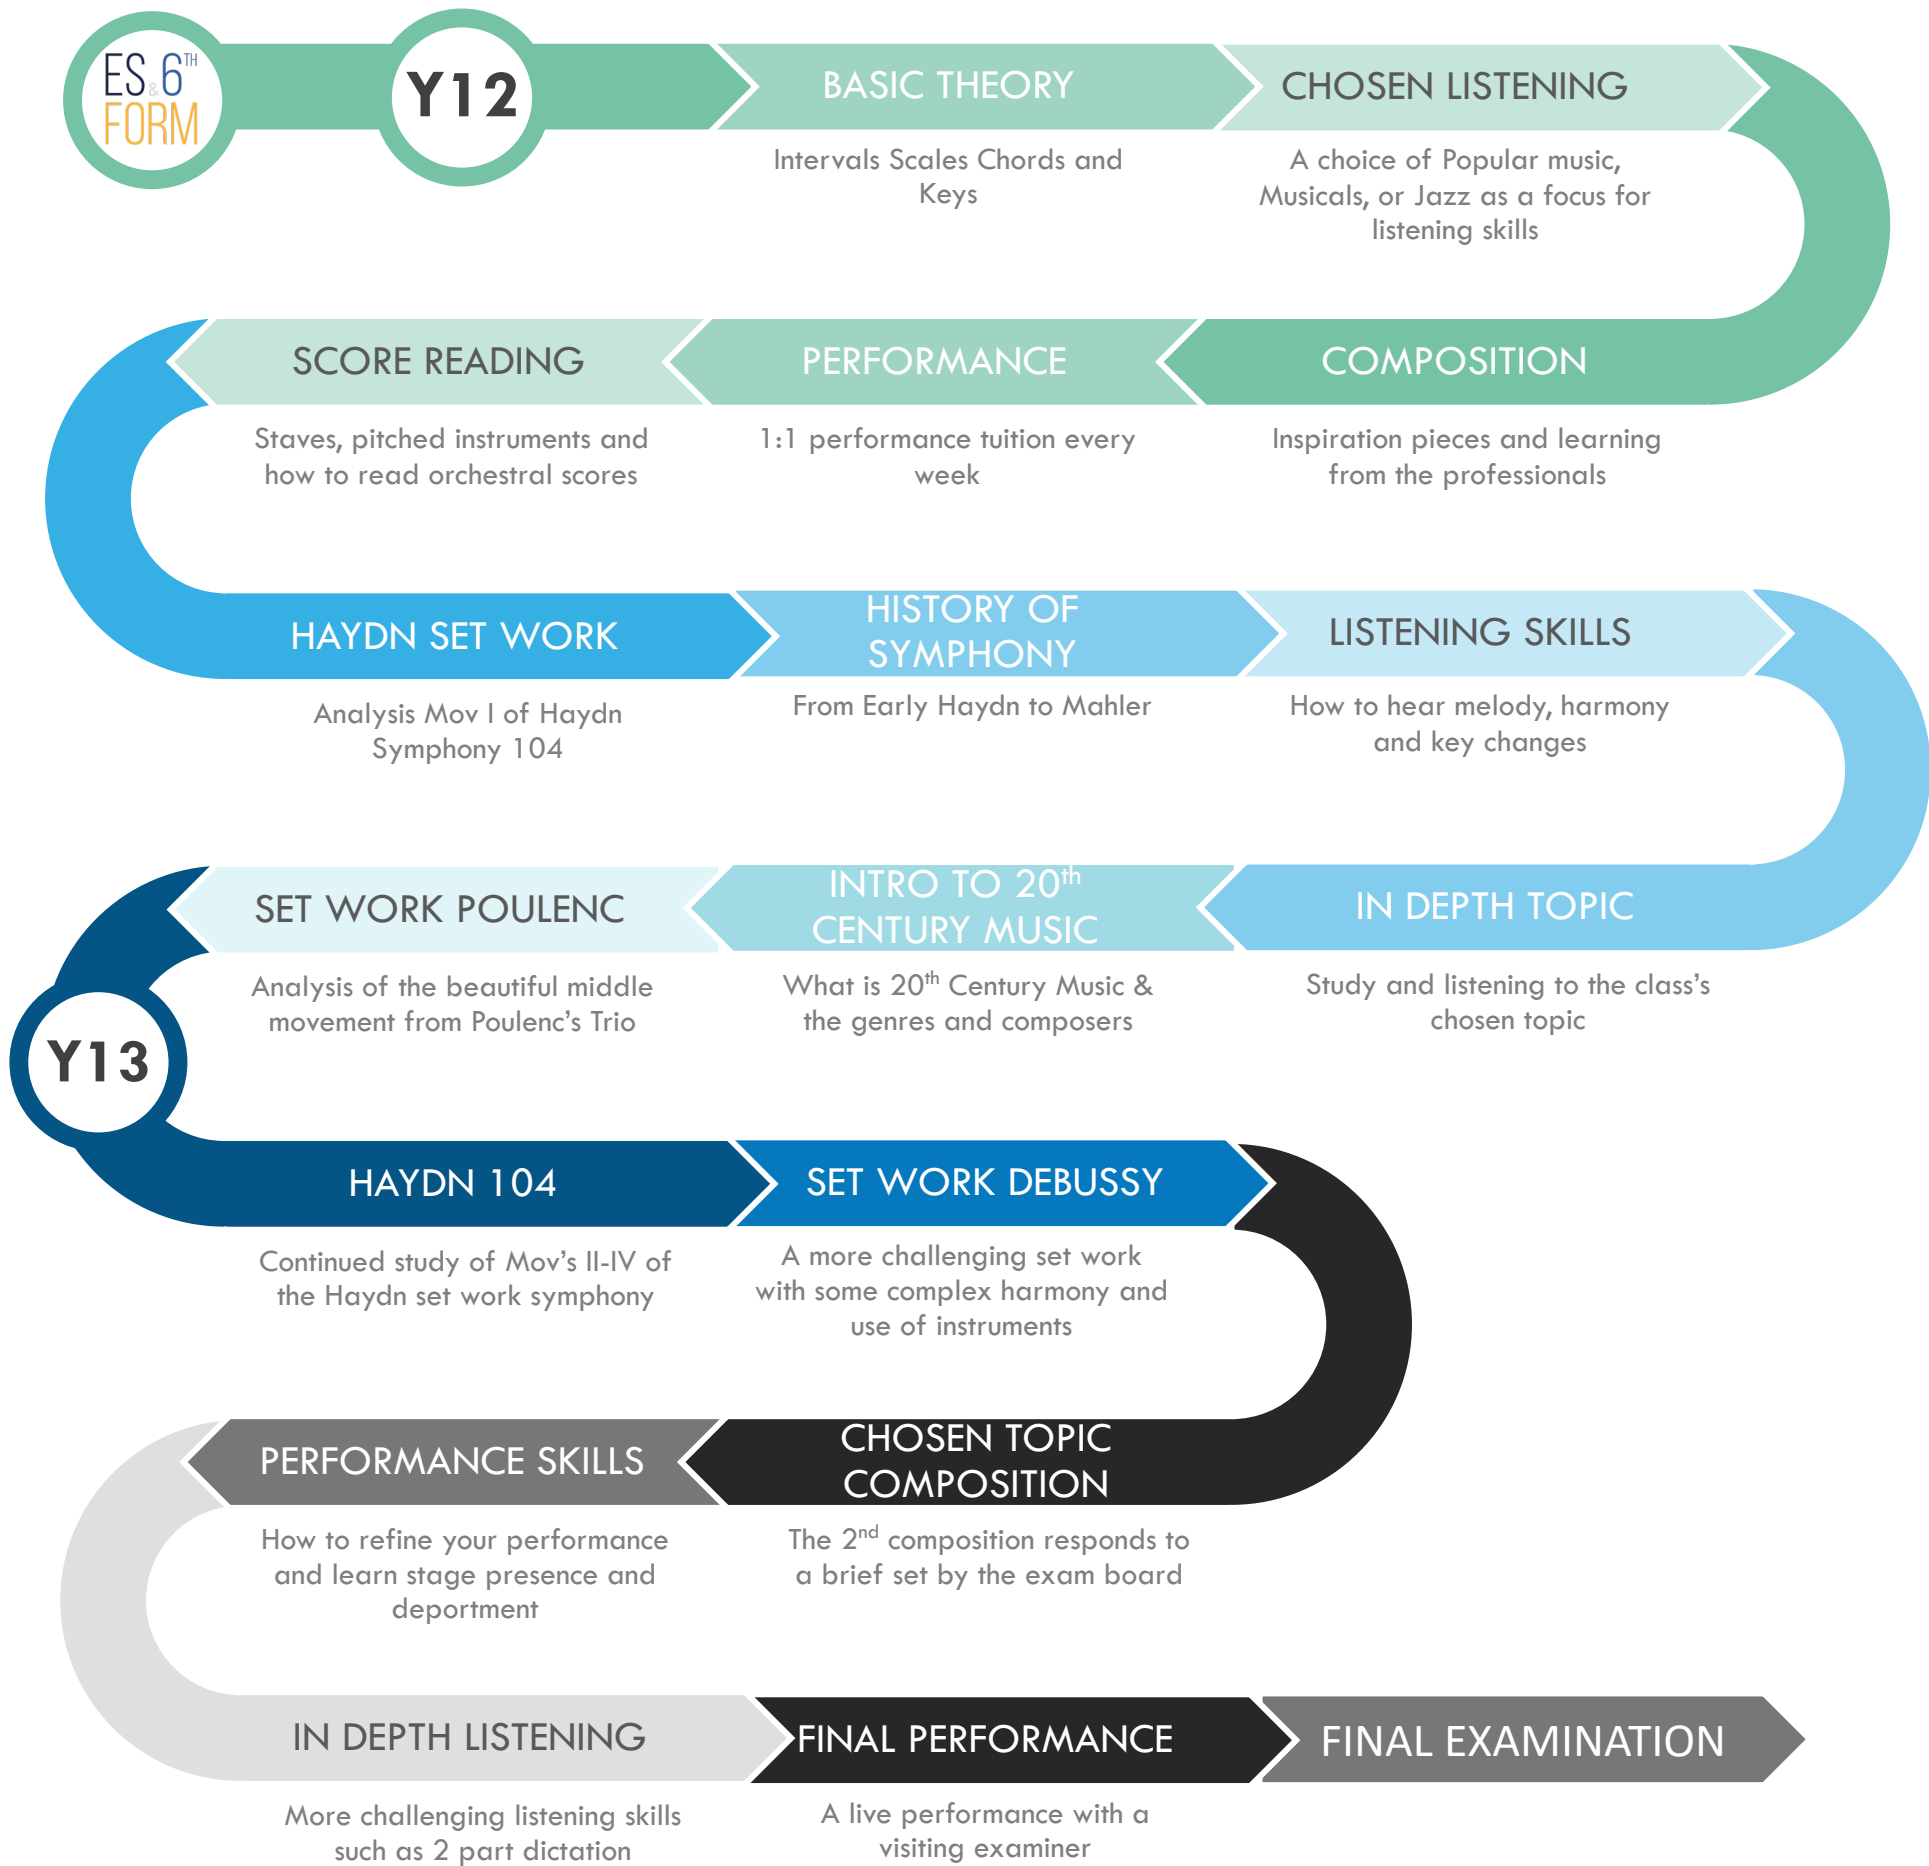 ES & 6TH
FORM
Y12
BASIC THEORY
Intervals Scales Chords and
Keys
CHOSEN LISTENING
A choice of Popular music,
Musicals, or Jazz as a focus for
listening skills
COMPOSITION
Inspiration pieces and learning
from the professionals
PERFORMANCE
1:1 performance tuition every
week
SCORE READING
Staves, pitched instruments and
how to read orchestral scores
HAYDN SET WORK
Analysis Mov I of Haydn
Symphony 104
HISTORY OF
SYMPHONY
From Early Haydn to Mahler
LISTENING SKILLS
How to hear melody, harmony
and key changes
IN DEPTH TOPIC
Study and listening to the class’s
chosen topic
INTRO TO 20th
CENTURY MUSIC
What is 20th Century Music &
the genres and composers
SET WORK POULENC
Analysis of the beautiful middle
movement from Poulenc’s Trio
Y13
HAYDN 104
Continued study of Mov’s II-IV of
the Haydn set work symphony
SET WORK DEBUSSY
A more challenging set work
with some complex harmony and
use of instruments
CHOSEN TOPIC
COMPOSITION
The 2nd composition responds to
a brief set by the exam board
PERFORMANCE SKILLS
How to refine your performance
and learn stage presence and
deportment
IN DEPTH LISTENING
More challenging listening skills
such as 2 part dictation
FINAL PERFORMANCE
A live performance with a
visiting examiner
FINAL EXAMINATION